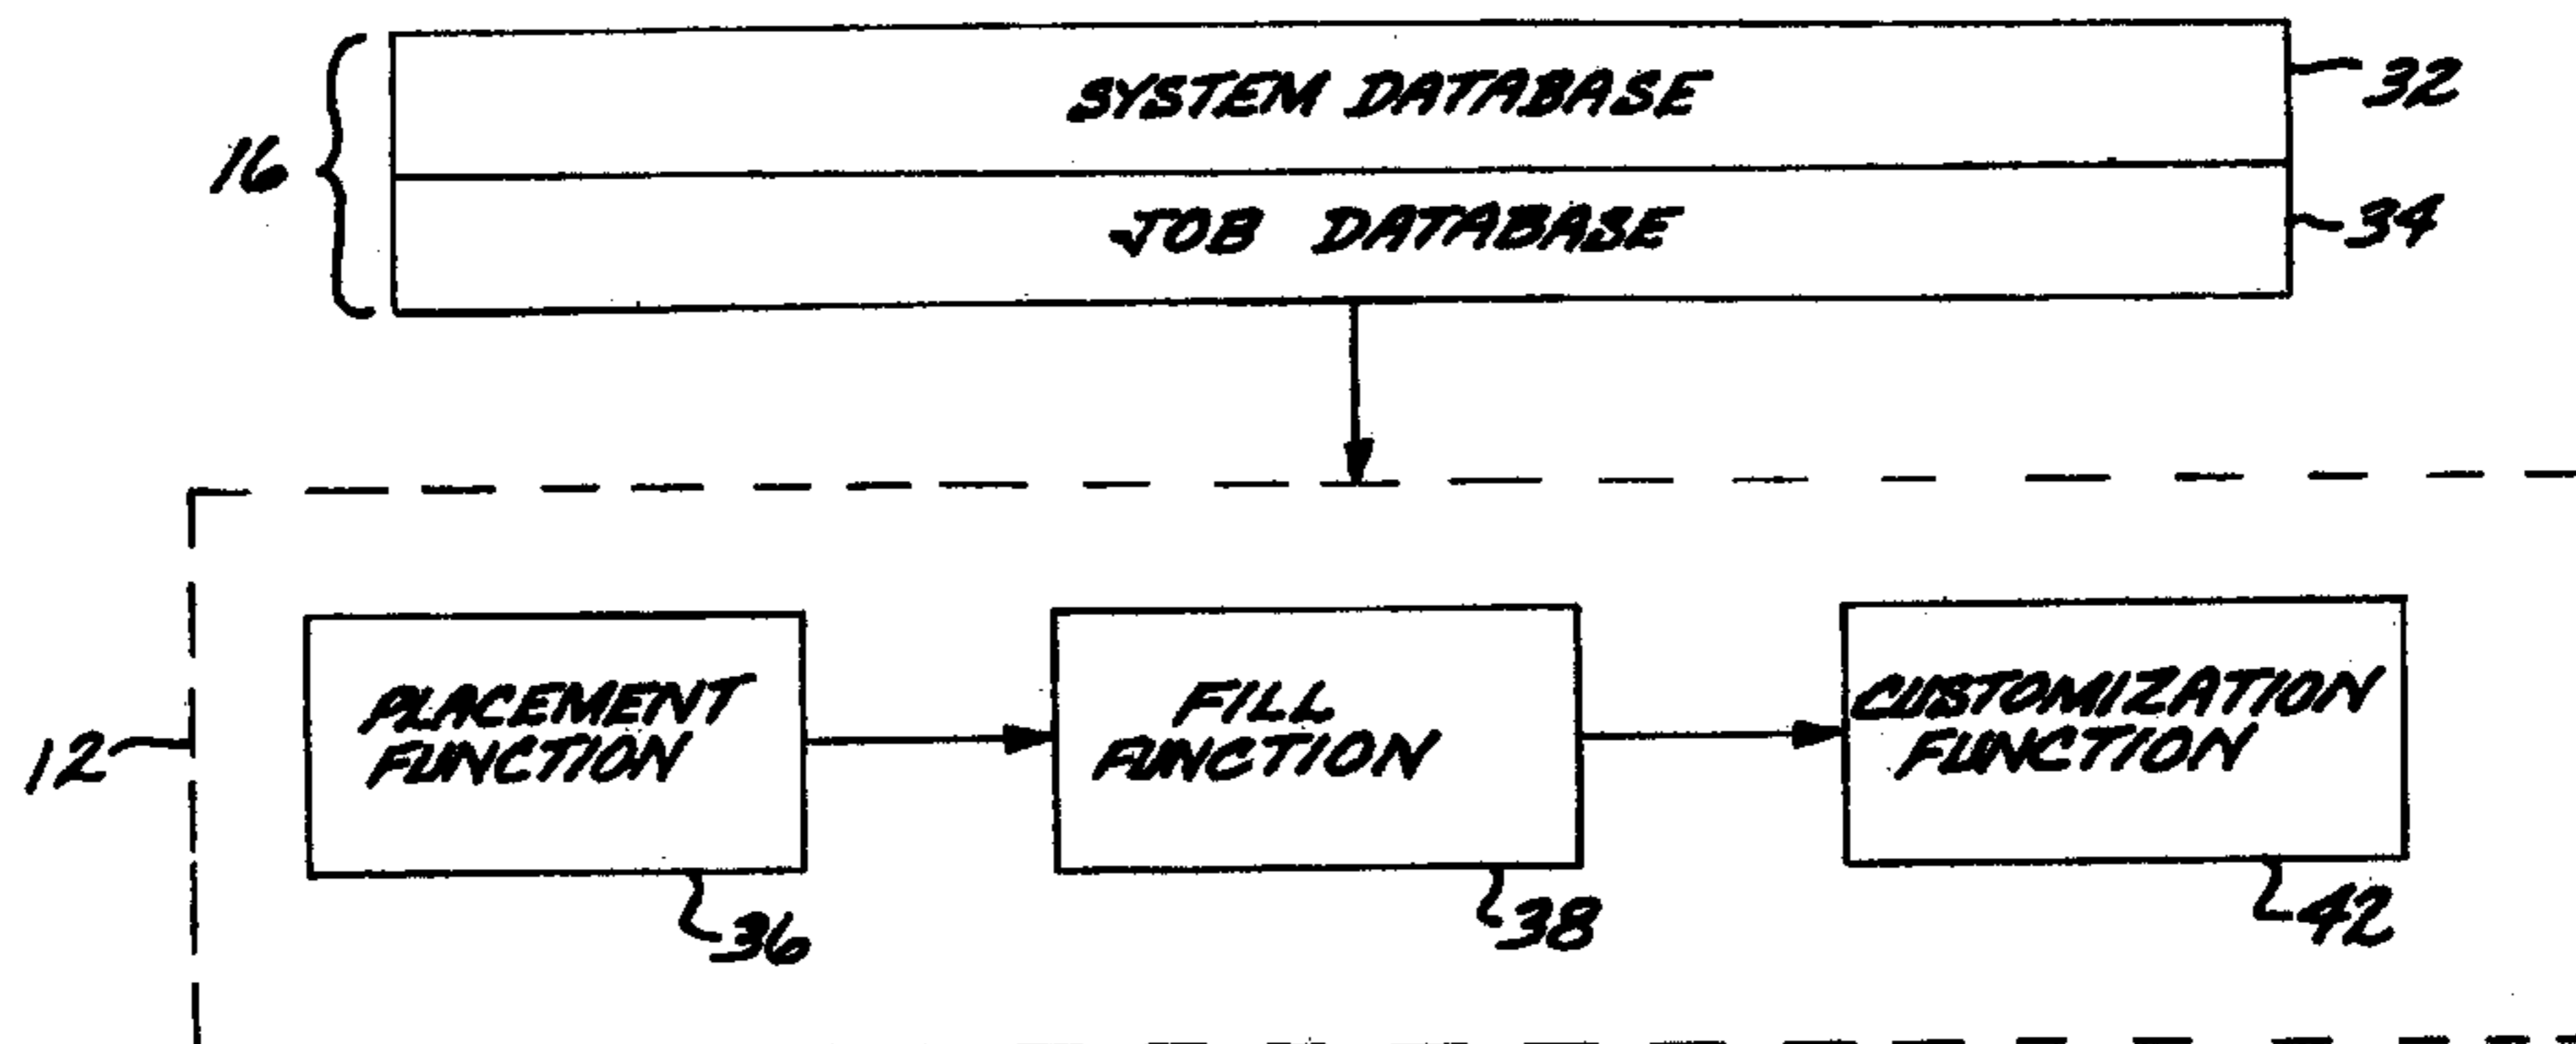 SYSTEM DATABASE
32
16
JOB DATABASE
34
PLACEMENT
FUNCTION
FILL
FUNCTION
CUSTOMIZATION
FUNCTION
12
36
38
42